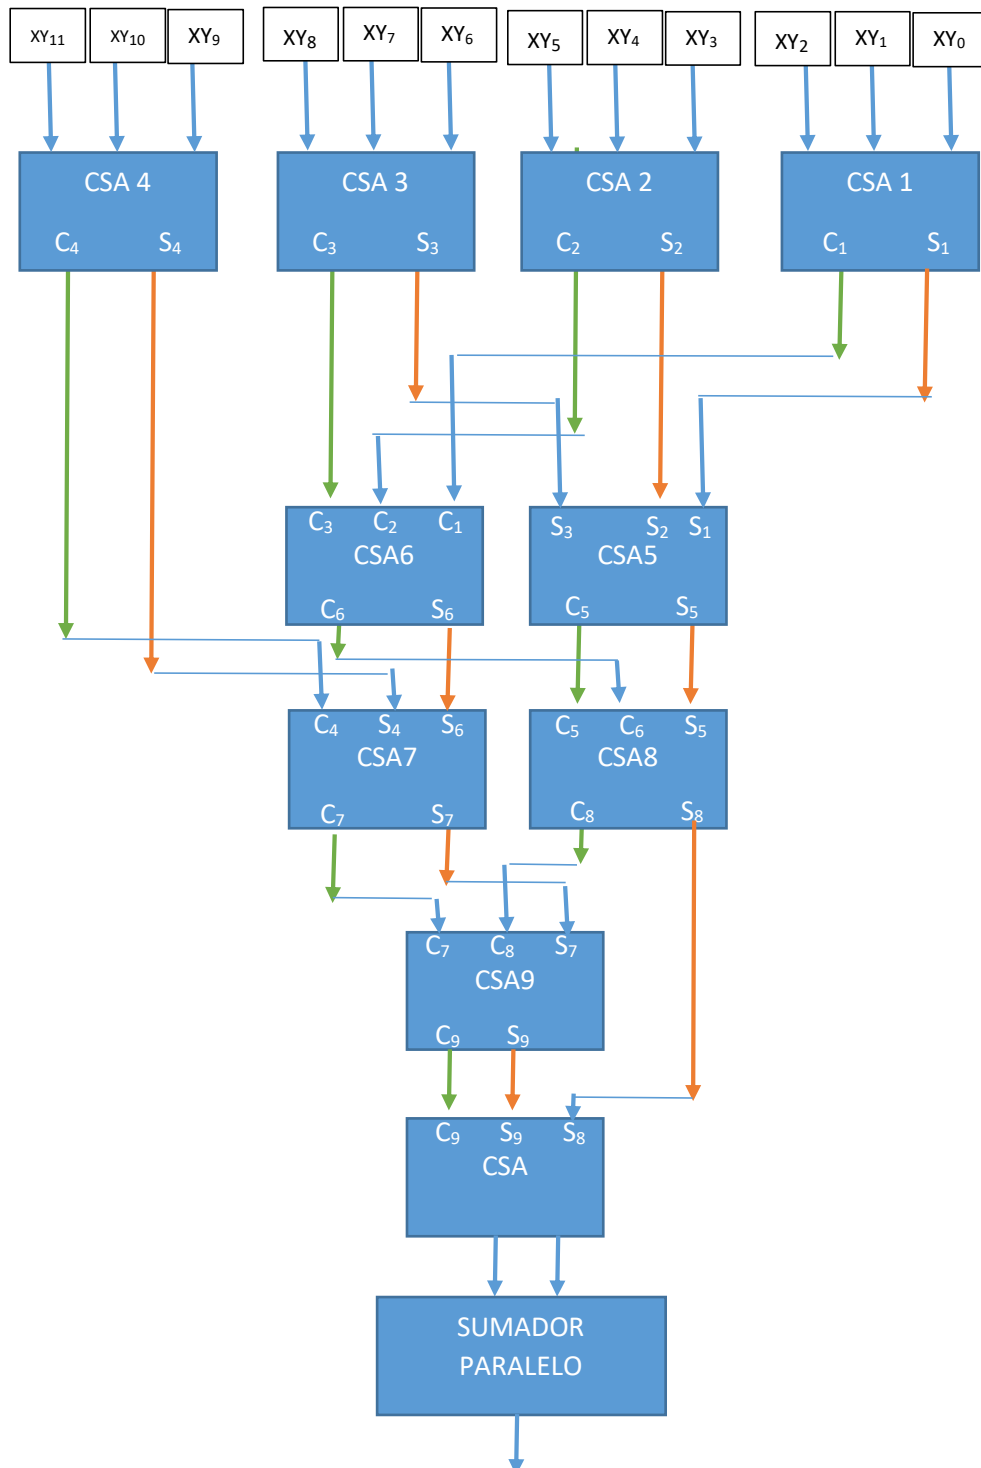 XY₁₁ XY₁₀ XY₉ XY₈ XY₇ XY₆ XY₅ XY₄ XY₃ XY₂ XY₁ XY₀
CSA 4 CSA 3 CSA 2 CSA 1
C₄ S₄ C₃ S₃ C₂ S₂ C₁ S₁
C₃ C₂ C₁ S₃ S₂ S₁
CSA6 CSA5
C₆ S₆ C₅ S₅
C₄ S₄ S₆ C₅ C₆ S₅
CSA7 CSA8
C₇ S₇ C₈ S₈
C₇ C₈ S₇
CSA9
C₉ S₉
C₉ S₉ S₈
CSA
SUMADOR
PARALELO